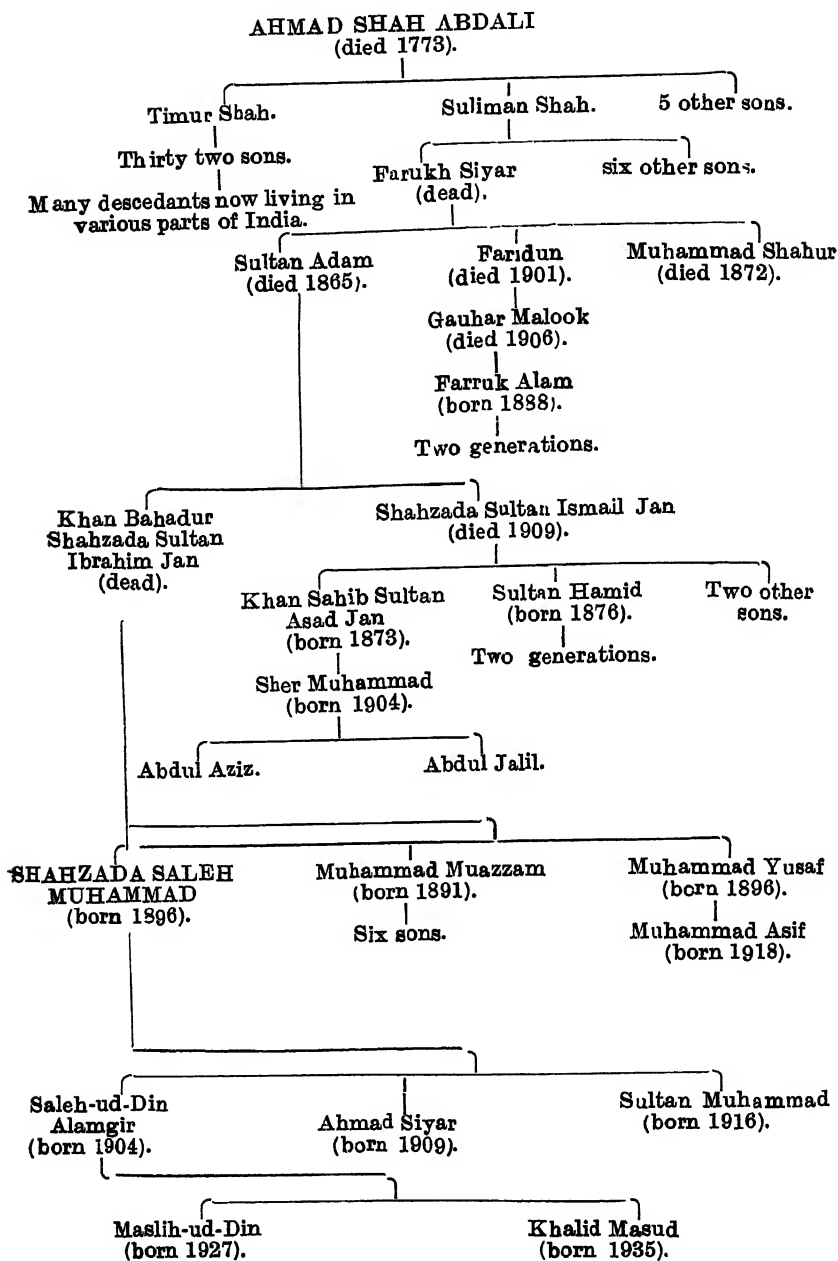 AHMAD SHAH ABDALI
(died 1773).
Timur Shah.
Suliman Shah.
5 other sons.
Thirty two sons.
Farukh Siyar
(dead).
six other sons.
Many descedants now living in
various parts of India.
Sultan Adam
(died 1865).
Faridun
(died 1901).
Muhammad Shahur
(died 1872).
Gauhar Malook
(died 1906).
Farruk Alam
(born 1888).
Two generations.
Khan Bahadur
Shahzada Sultan
Ibrahim Jan
(dead).
Shahzada Sultan Ismail Jan
(died 1909).
Khan Sahib Sultan
Asad Jan
(born 1873).
Sultan Hamid
(born 1876).
Two other
sons.
Two generations.
Sher Muhammad
(born 1904).
Abdul Aziz.
Abdul Jalil.
SHAHZADA SALEH
MUHAMMAD
(born 1896).
Muhammad Muazzam
(born 1891).
Muhammad Yusaf
(born 1896).
Six sons.
Muhammad Asif
(born 1918).
Saleh-ud-Din
Alamgir
(born 1904).
Ahmad Siyar
(born 1909).
Sultan Muhammad
(born 1916).
Maslih-ud-Din
(born 1927).
Khalid Masud
(born 1935).